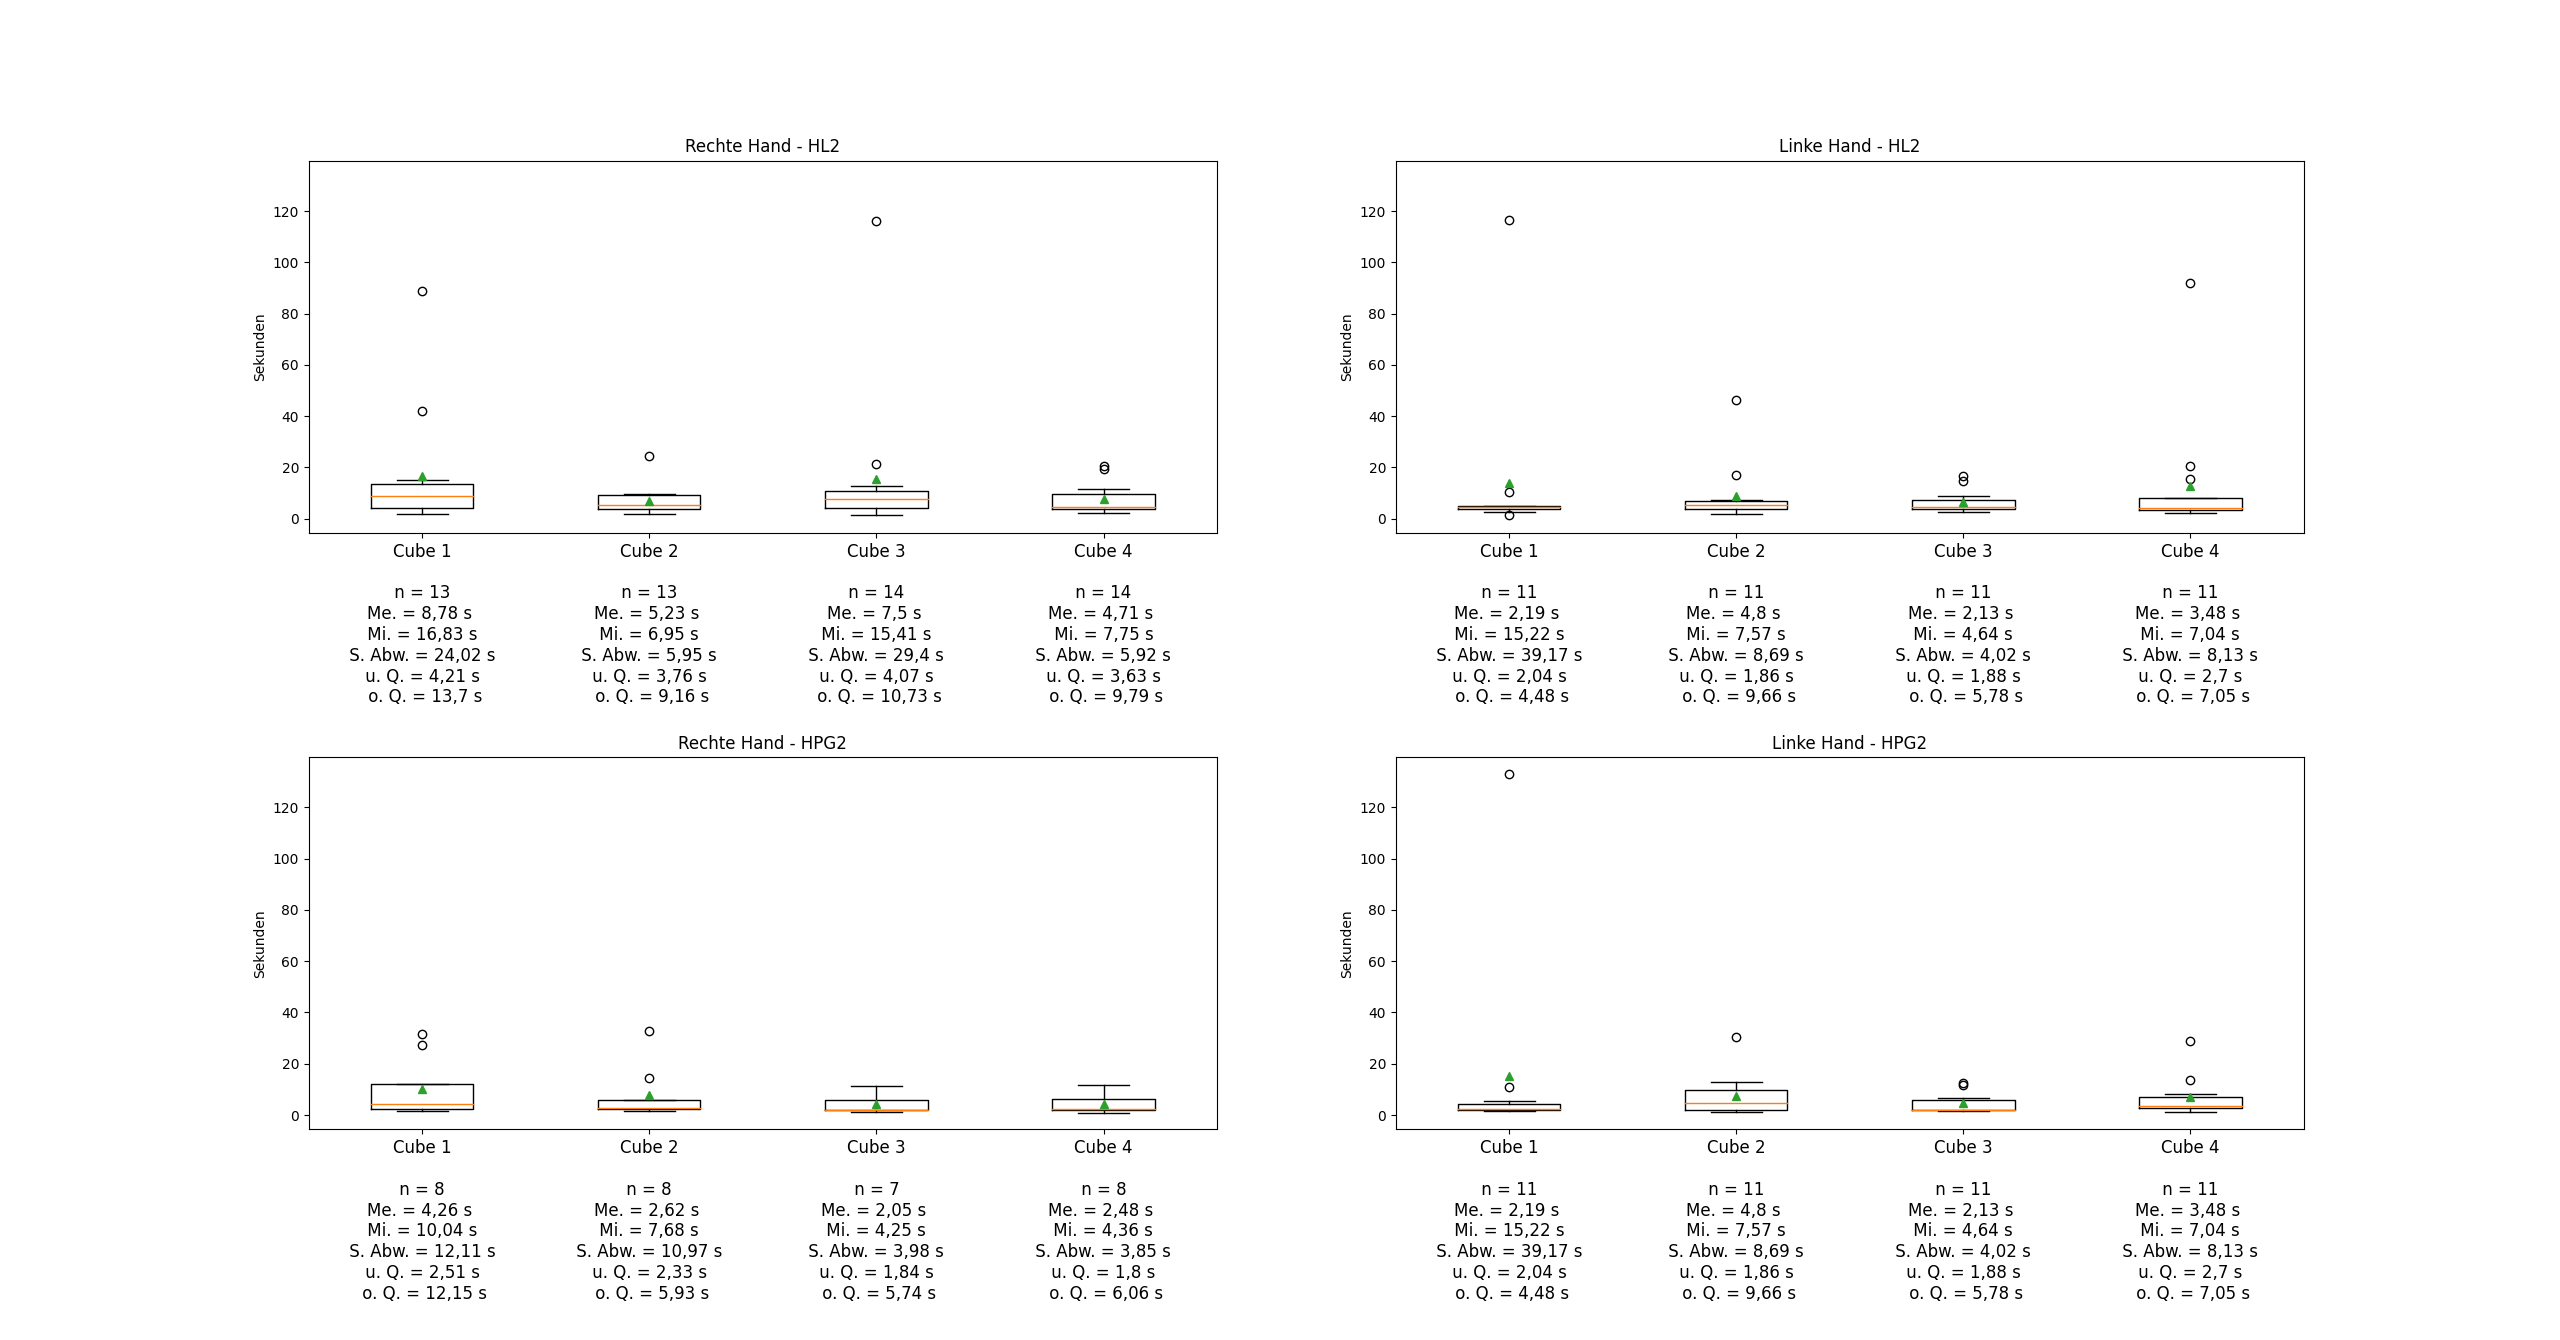 Rechte Hand - HL2
Sekunden
120
100
80
60
40
20
0
Cube 1 Cube 2 Cube 3 Cube 4
n = 13 n = 13 n = 14 n = 14
Me. = 8,78 s Me. = 5,23 s Me. = 7,5 s Me. = 4,71 s
Mi. = 16,83 s Mi. = 6,95 s Mi. = 15,41 s Mi. = 7,75 s
S. Abw. = 24,02 s S. Abw. = 5,95 s S. Abw. = 29,4 s S. Abw. = 5,92 s
u. Q. = 4,21 s u. Q. = 3,76 s u. Q. = 4,07 s u. Q. = 3,63 s
o. Q. = 13,7 s o. Q. = 9,16 s o. Q. = 10,73 s o. Q. = 9,79 s
Linke Hand - HL2
Sekunden
120
100
80
60
40
20
0
Cube 1 Cube 2 Cube 3 Cube 4
n = 11 n = 11 n = 11 n = 11
Me. = 2,19 s Me. = 4,8 s Me. = 2,13 s Me. = 3,48 s
Mi. = 15,22 s Mi. = 7,57 s Mi. = 4,64 s Mi. = 7,04 s
S. Abw. = 39,17 s S. Abw. = 8,69 s S. Abw. = 4,02 s S. Abw. = 8,13 s
u. Q. = 2,04 s u. Q. = 1,86 s u. Q. = 1,88 s u. Q. = 2,7 s
o. Q. = 4,48 s o. Q. = 9,66 s o. Q. = 5,78 s o. Q. = 7,05 s
Rechte Hand - HPG2
Sekunden
120
100
80
60
40
20
0
Cube 1 Cube 2 Cube 3 Cube 4
n = 8 n = 8 n = 7 n = 8
Me. = 4,26 s Me. = 2,62 s Me. = 2,05 s Me. = 2,48 s
Mi. = 10,04 s Mi. = 7,68 s Mi. = 4,25 s Mi. = 4,36 s
S. Abw. = 12,11 s S. Abw. = 10,97 s S. Abw. = 3,98 s S. Abw. = 3,85 s
u. Q. = 2,51 s u. Q. = 2,33 s u. Q. = 1,84 s u. Q. = 1,8 s
o. Q. = 12,15 s o. Q. = 5,93 s o. Q. = 5,74 s o. Q. = 6,06 s
Linke Hand - HPG2
Sekunden
120
100
80
60
40
20
0
Cube 1 Cube 2 Cube 3 Cube 4
n = 11 n = 11 n = 11 n = 11
Me. = 2,19 s Me. = 4,8 s Me. = 2,13 s Me. = 3,48 s
Mi. = 15,22 s Mi. = 7,57 s Mi. = 4,64 s Mi. = 7,04 s
S. Abw. = 39,17 s S. Abw. = 8,69 s S. Abw. = 4,02 s S. Abw. = 8,13 s
u. Q. = 2,04 s u. Q. = 1,86 s u. Q. = 1,88 s u. Q. = 2,7 s
o. Q. = 4,48 s o. Q. = 9,66 s o. Q. = 5,78 s o. Q. = 7,05 s